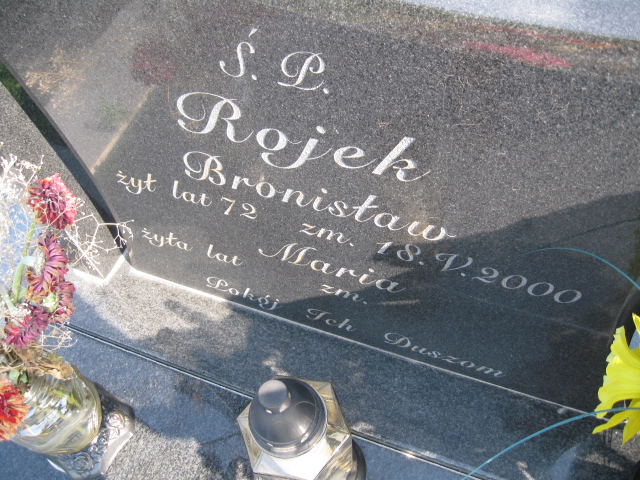 Ś. P.
Rojek
Bronisław
żył lat 72 zm. 18.V.2000
Maria
żyła lat zm.
Pokój Ich Duszom